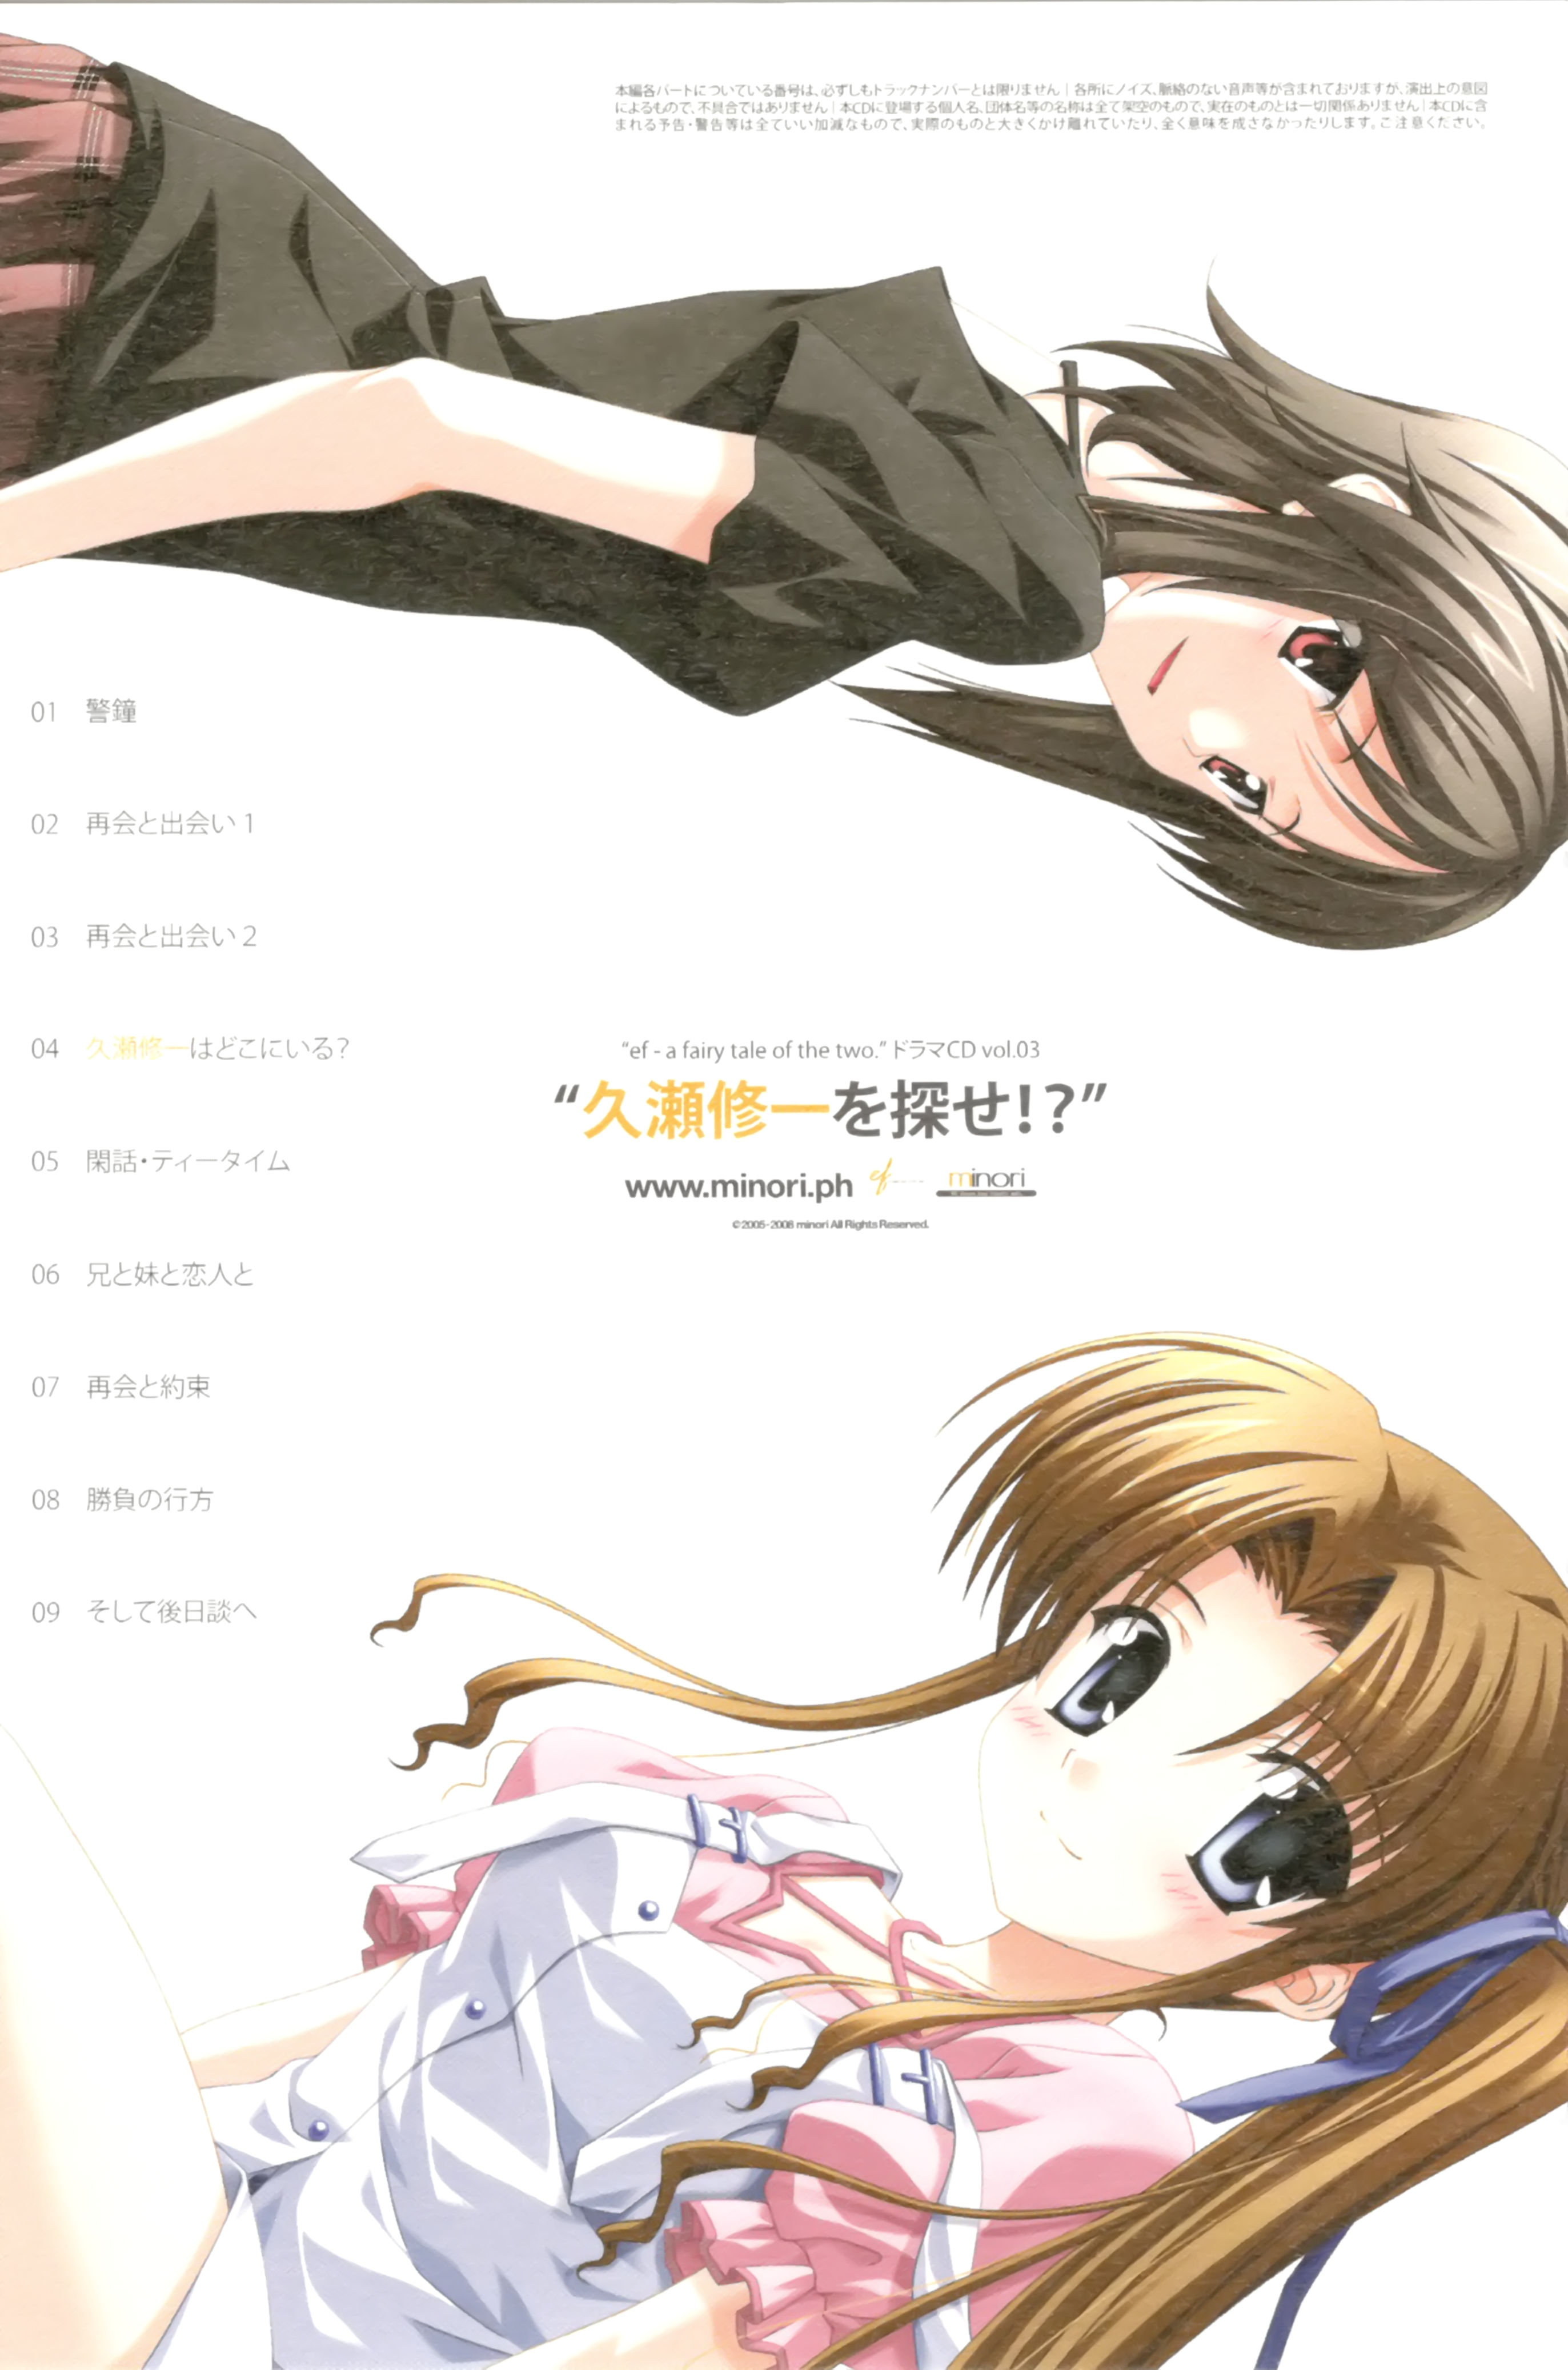 本編各パートについている番号は、必ずしもトラックナンバーとは限りません｜各所にノイズ、脈絡のない音声等が含まれておりますが、演出上の意図
によるもので、不具合ではありません｜本CDに登場する個人名、団体名等の名称は全て架空のもので、実在のものとは一切関係ありません｜本CDに含
まれる予告・警告等は全ていい加減なもので、実際のものと大きくかけ離れていたり、全く意味を成さなかったりします。ご注意ください。
01 警鐘
02 再会と出会い 1
03 再会と出会い 2
04 久瀬修一はどこにいる?
05 閑話・ティータイム
06 兄と妹と恋人と
07 再会と約束
08 勝負の行方
09 そして後日談へ
“ef - a fairy tale of the two.” ドラマCD vol.03
“久瀬修一を探せ!?”
www.minori.ph ef minori
©2005-2008 minori All Rights Reserved.